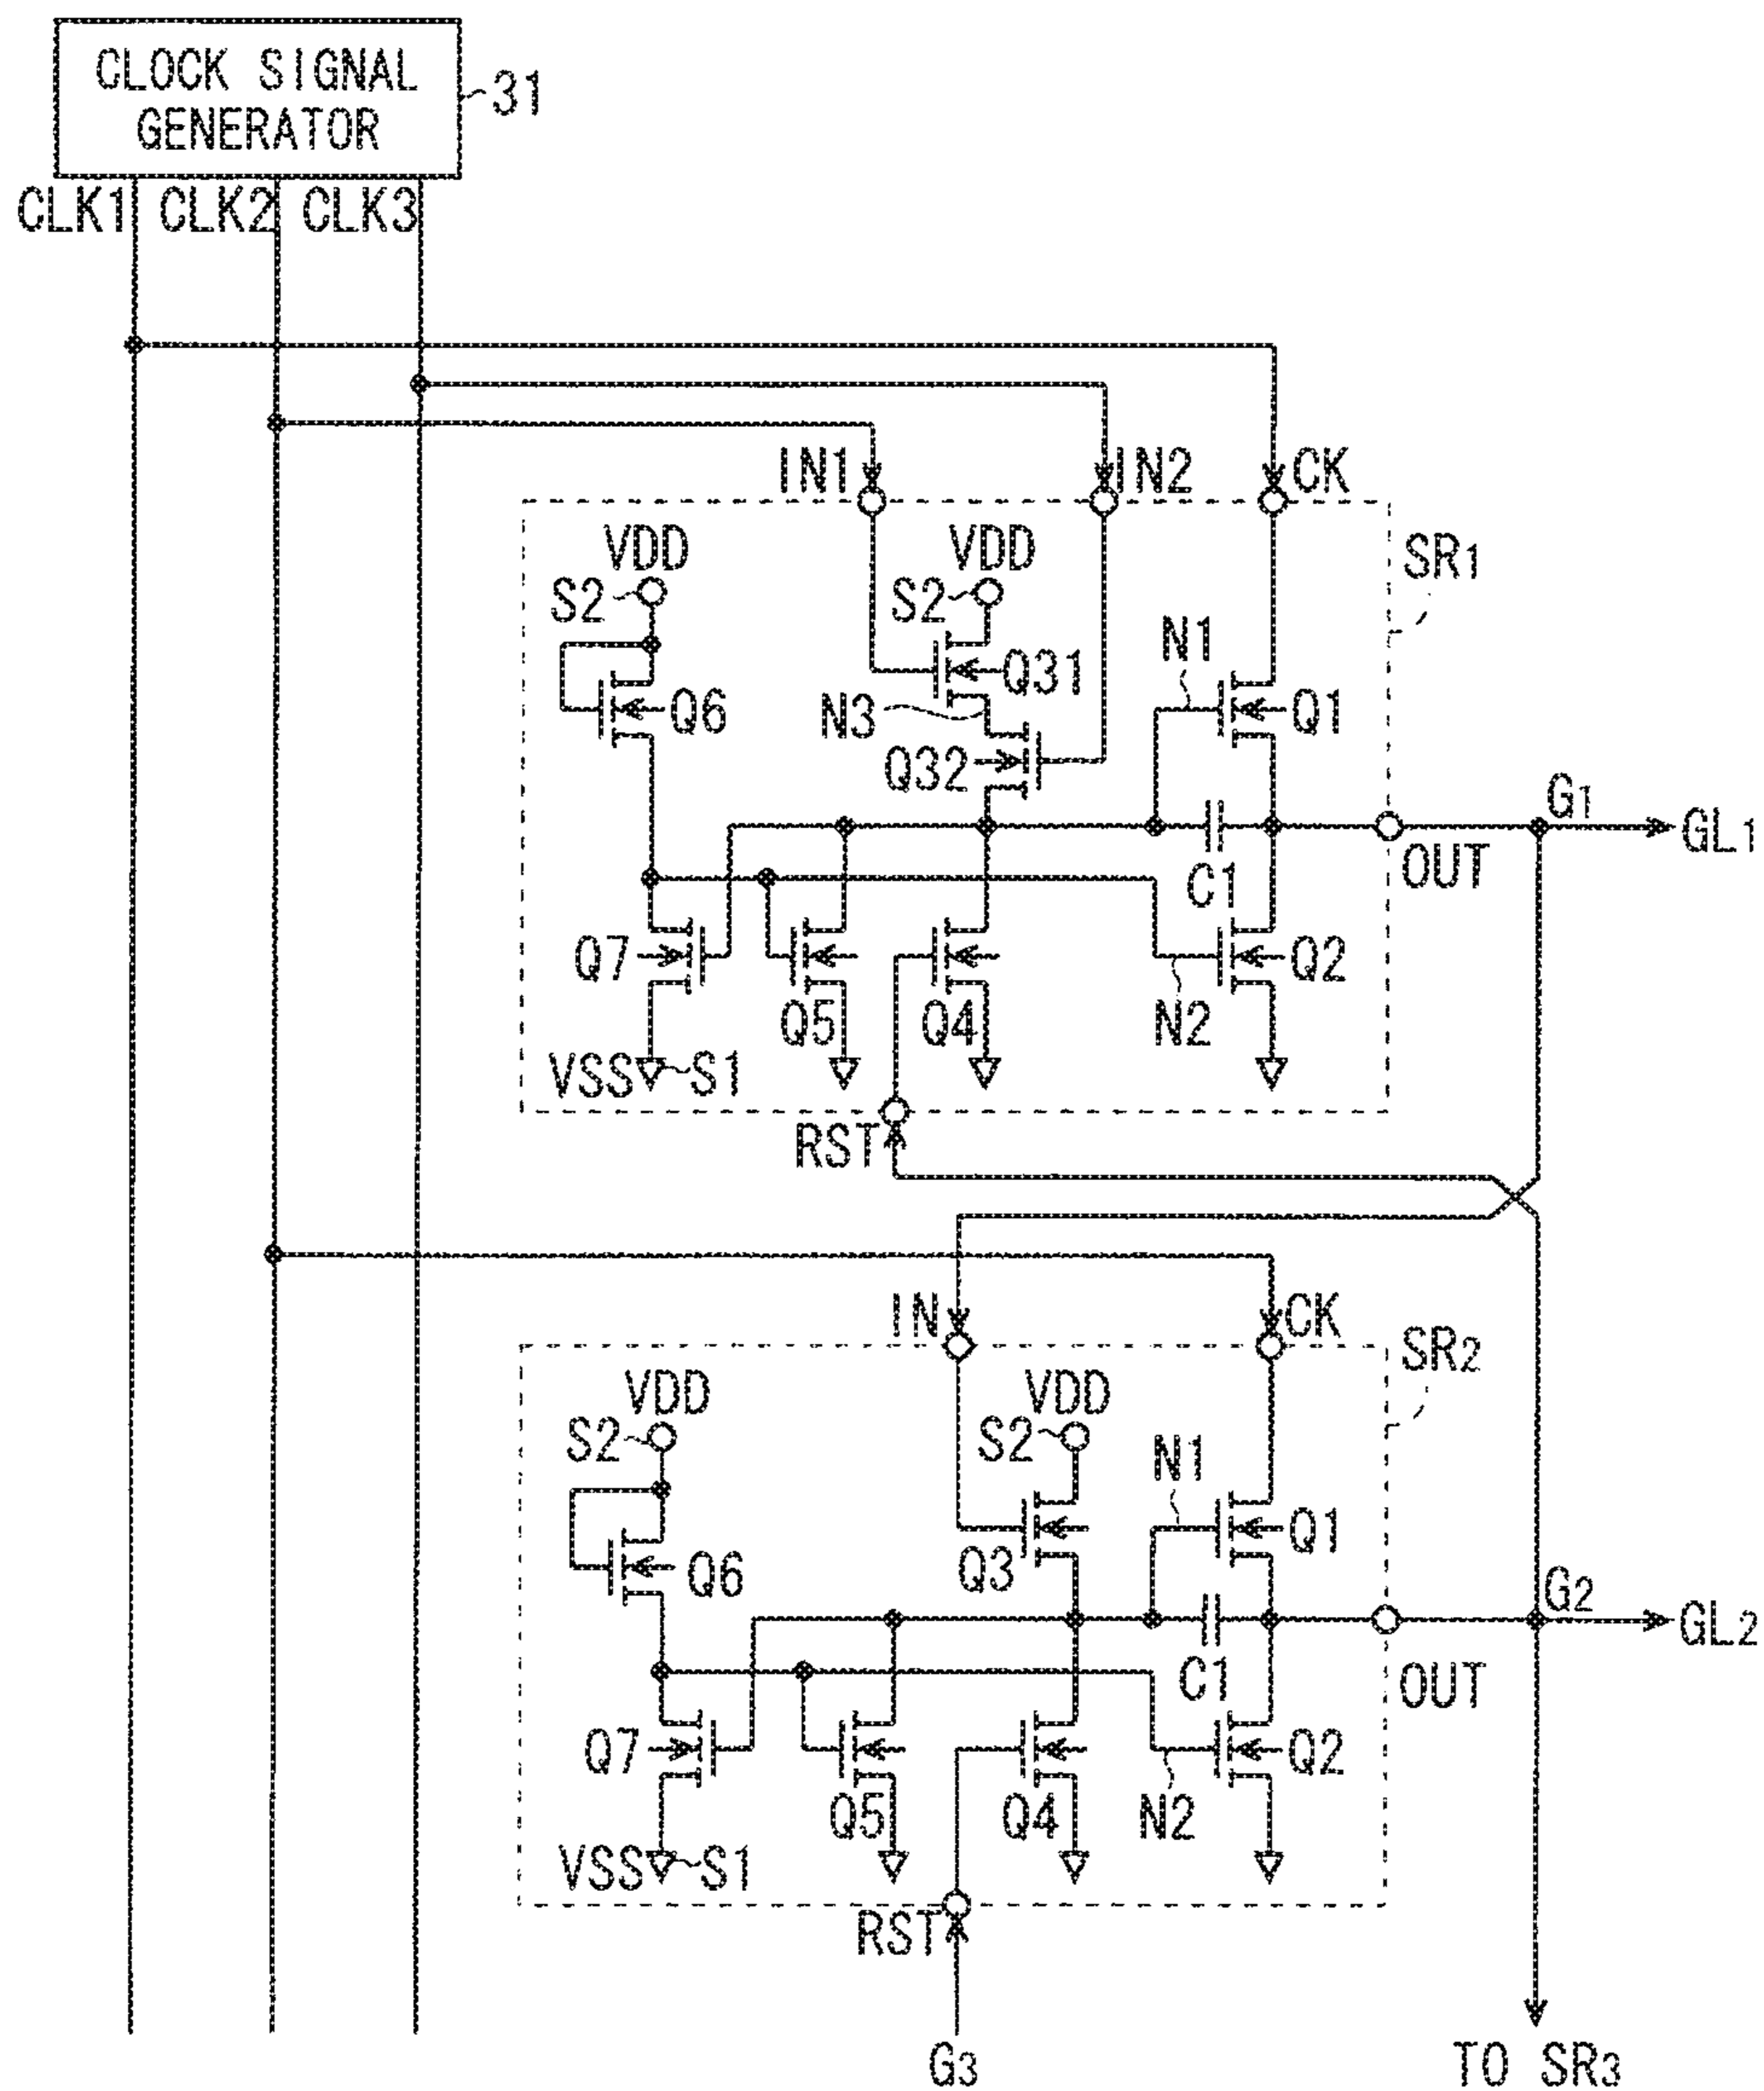 CLOCK SIGNAL
GENERATOR
31
CLK1 CLK2 CLK3
IN1 IN2 CK
VDD VDD
SR1
S2 S2
N1
Q31
Q6 N3 Q1
Q32
G1
GL1
OUT
C1
Q7 Q2
Q5 Q4 N2
VSS S1
RST
IN CK
SR2
VDD VDD
S2 S2
N1
Q1
Q6 Q3
G2
GL2
C1 OUT
Q7 Q2
Q5 Q4 N2
VSS S1
RST
G3 TO SR3